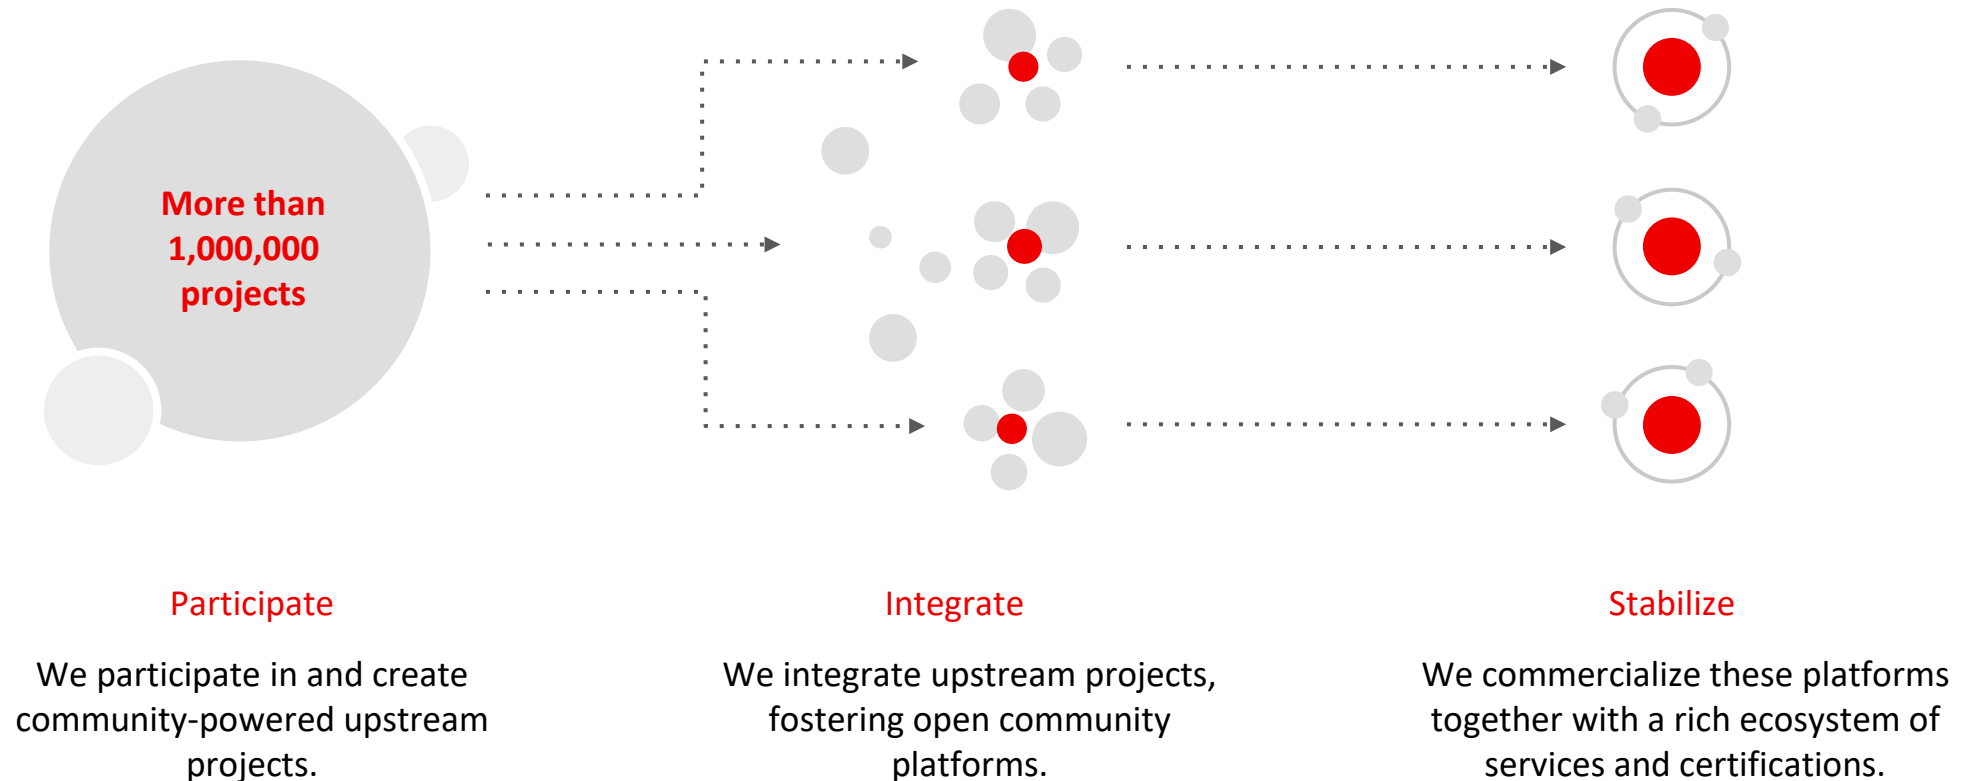 More than
1,000,000
projects
Participate
We participate in and create
community-powered upstream
projects.
Integrate
We integrate upstream projects,
fostering open community
platforms.
Stabilize
We commercialize these platforms
together with a rich ecosystem of
services and certifications.